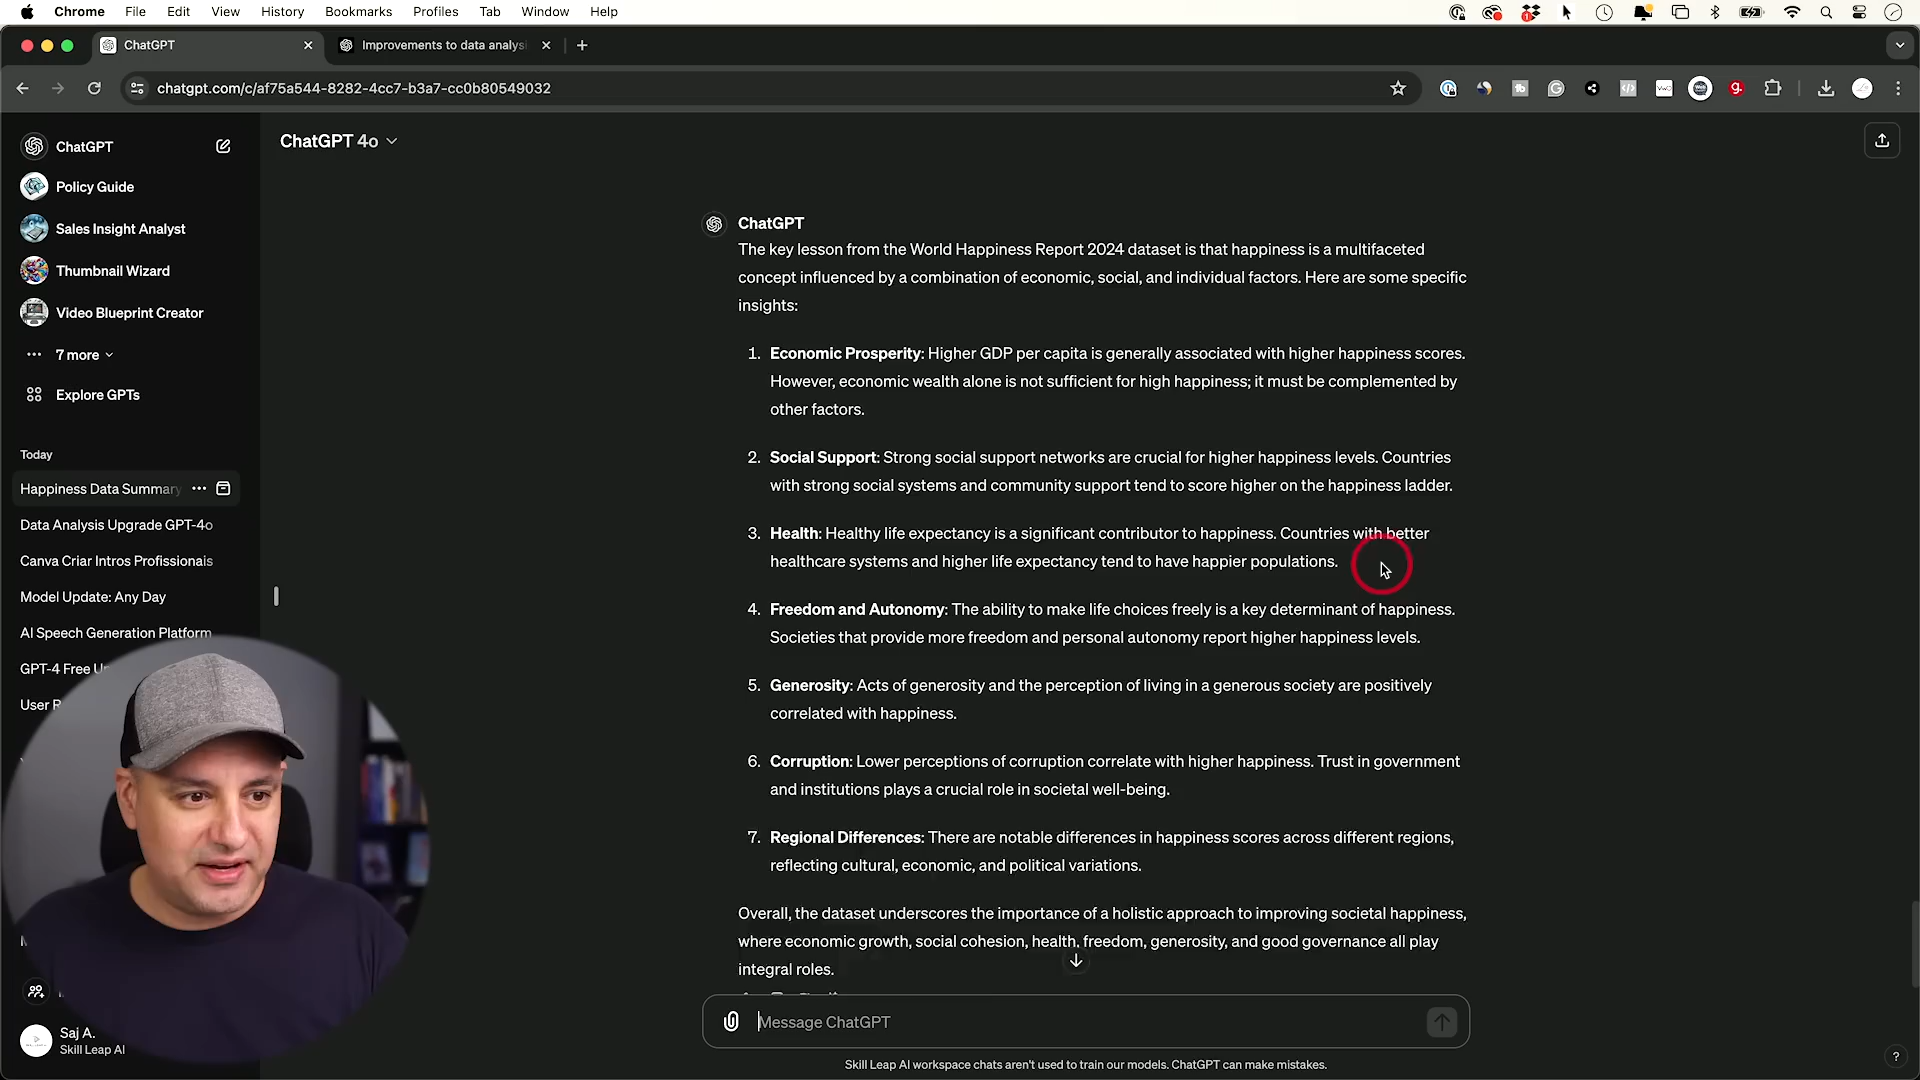 Chrome File Edit View History Bookmarks Profiles Tab Window Help
ChatGPT
Improvements to data analysi
chatgpt.com/c/af75a544-8282-4cc7-b3a7-cc0b80549032
ChatGPT
Policy Guide
Sales Insight Analyst
Thumbnail Wizard
Video Blueprint Creator
7 more
Explore GPTs
Today
Happiness Data Summary
Data Analysis Upgrade GPT-4o
Canva Criar Intros Profissionais
Model Update: Any Day
AI Speech Generation Platform
GPT-4 Free
User
Saj A.
Skill Leap AI
ChatGPT 4o
ChatGPT
The key lesson from the World Happiness Report 2024 dataset is that happiness is a multifaceted
concept influenced by a combination of economic, social, and individual factors. Here are some specific
insights:
1. Economic Prosperity: Higher GDP per capita is generally associated with higher happiness scores.
However, economic wealth alone is not sufficient for high happiness; it must be complemented by
other factors.
2. Social Support: Strong social support networks are crucial for higher happiness levels. Countries
with strong social systems and community support tend to score higher on the happiness ladder.
3. Health: Healthy life expectancy is a significant contributor to happiness. Countries with better
healthcare systems and higher life expectancy tend to have happier populations.
4. Freedom and Autonomy: The ability to make life choices freely is a key determinant of happiness.
Societies that provide more freedom and personal autonomy report higher happiness levels.
5. Generosity: Acts of generosity and the perception of living in a generous society are positively
correlated with happiness.
6. Corruption: Lower perceptions of corruption correlate with higher happiness. Trust in government
and institutions plays a crucial role in societal well-being.
7. Regional Differences: There are notable differences in happiness scores across different regions,
reflecting cultural, economic, and political variations.
Overall, the dataset underscores the importance of a holistic approach to improving societal happiness,
where economic growth, social cohesion, health, freedom, generosity, and good governance all play
integral roles.
Message ChatGPT
Skill Leap AI workspace chats aren't used to train our models. ChatGPT can make mistakes.
?